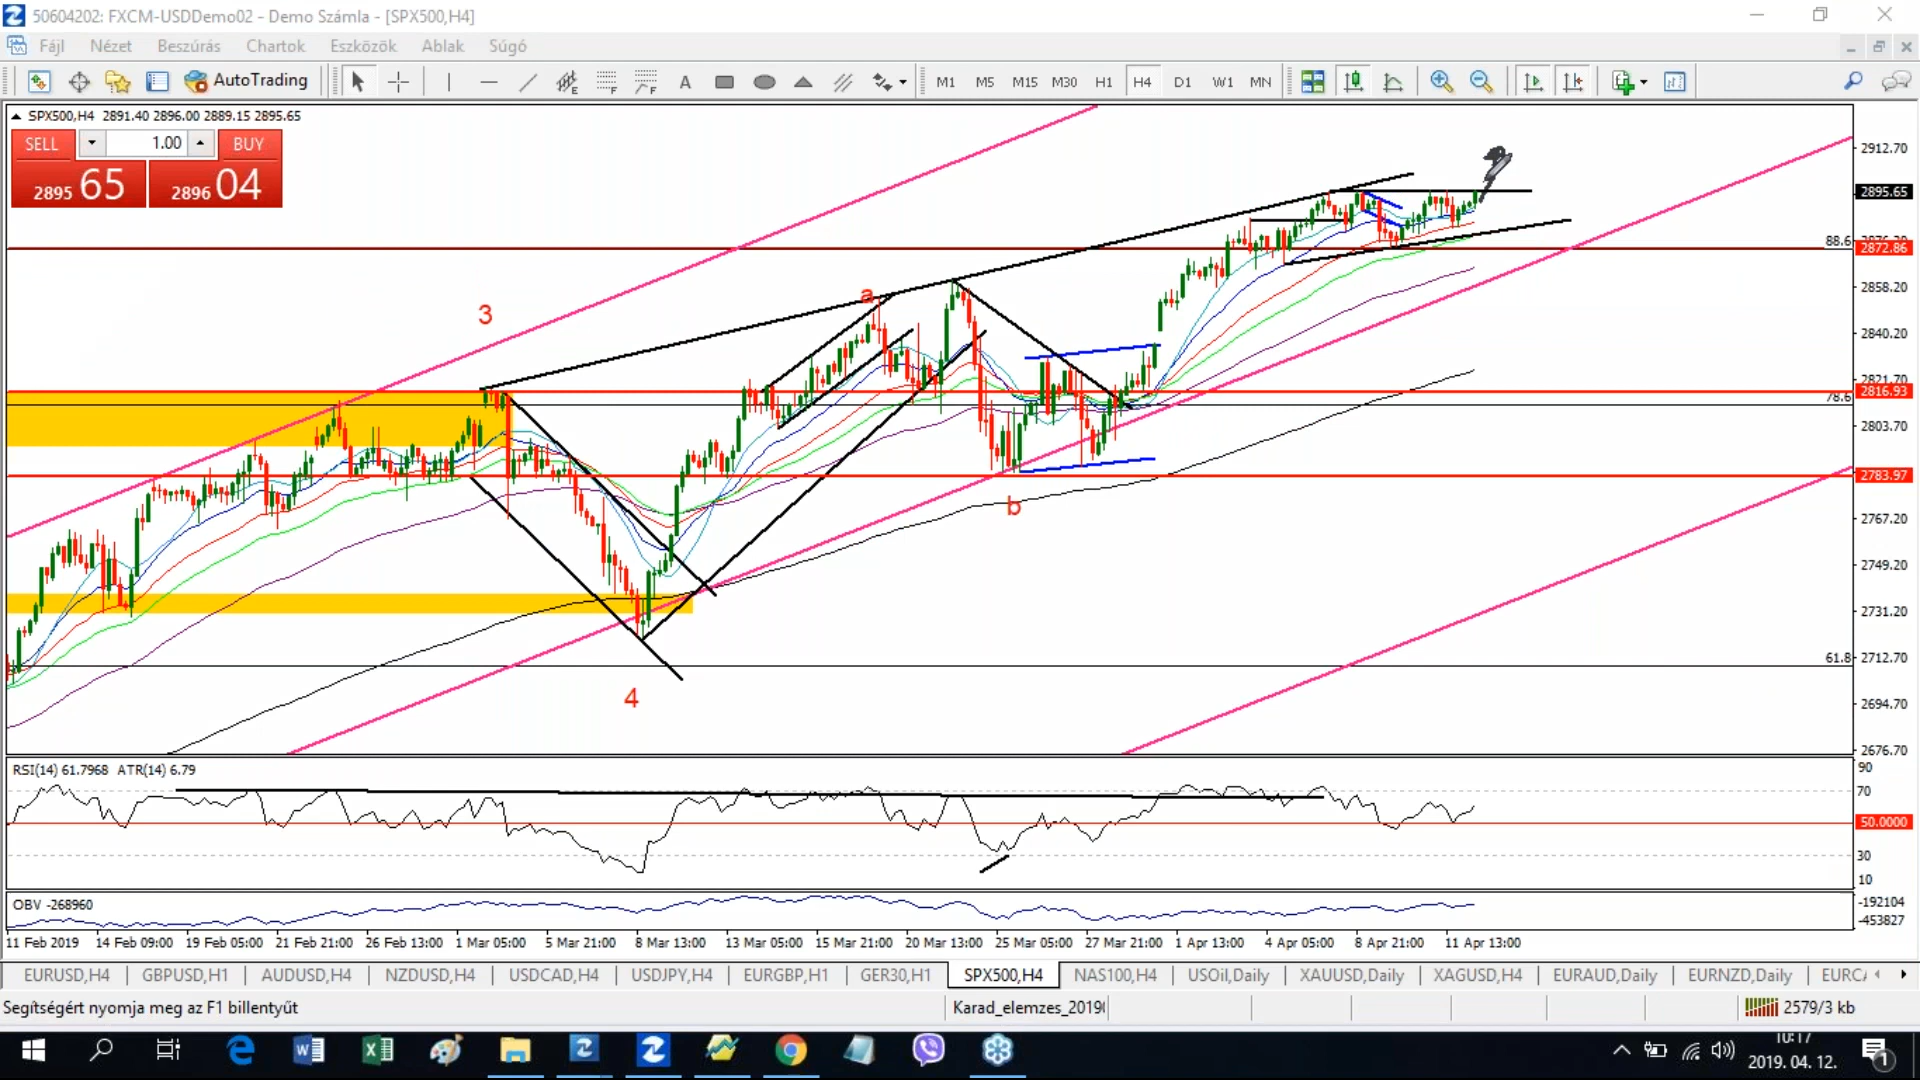 50604202: FXCM-USDDemo02 - Demo Számla - [SPX500,H4]
Fájl Nézet Beszúrás Chartok Eszközök Ablak Súgó
AutoTrading A M1 M5 M15 M30 H1 H4 D1 W1 MN
SPX500,H4 2891.40 2896.00 2889.15 2895.65
SELL 1.00 BUY
2895 65 2896 04
2912.70
2895.65
88.6
2872.86
a
2858.20
3
2840.20
2821.70
2815.93
78.6
2803.70
2783.97
b
2767.20
2749.20
2731.20
61.8
2712.70
4
2694.70
2676.70
RSI(14) 61.7968 ATR(14) 6.79
90
70
50.0000
30
10
OBV -268960
-192104
-453827
11 Feb 2019 14 Feb 09:00 19 Feb 05:00 21 Feb 21:00 26 Feb 13:00 1 Mar 05:00 5 Mar 21:00 8 Mar 13:00 13 Mar 05:00 15 Mar 21:00 20 Mar 13:00 25 Mar 05:00 27 Mar 21:00 1 Apr 13:00 4 Apr 05:00 8 Apr 21:00 11 Apr 13:00
EURUSD,H4 GBPUSD,H1 AUDUSD,H4 NZDUSD,H4 USDCAD,H4 USDJPY,H4 EURGBP,H1 GER30,H1 SPX500,H4 NAS100,H4 USOil,Daily XAUUSD,Daily XAGUSD,H4 EURAUD,Daily EURNZD,Daily
Segítségért nyomja meg az F1 billentyűt Karad_elemzes_2019 2579/3 kb
10:17
2019. 04. 12.
1